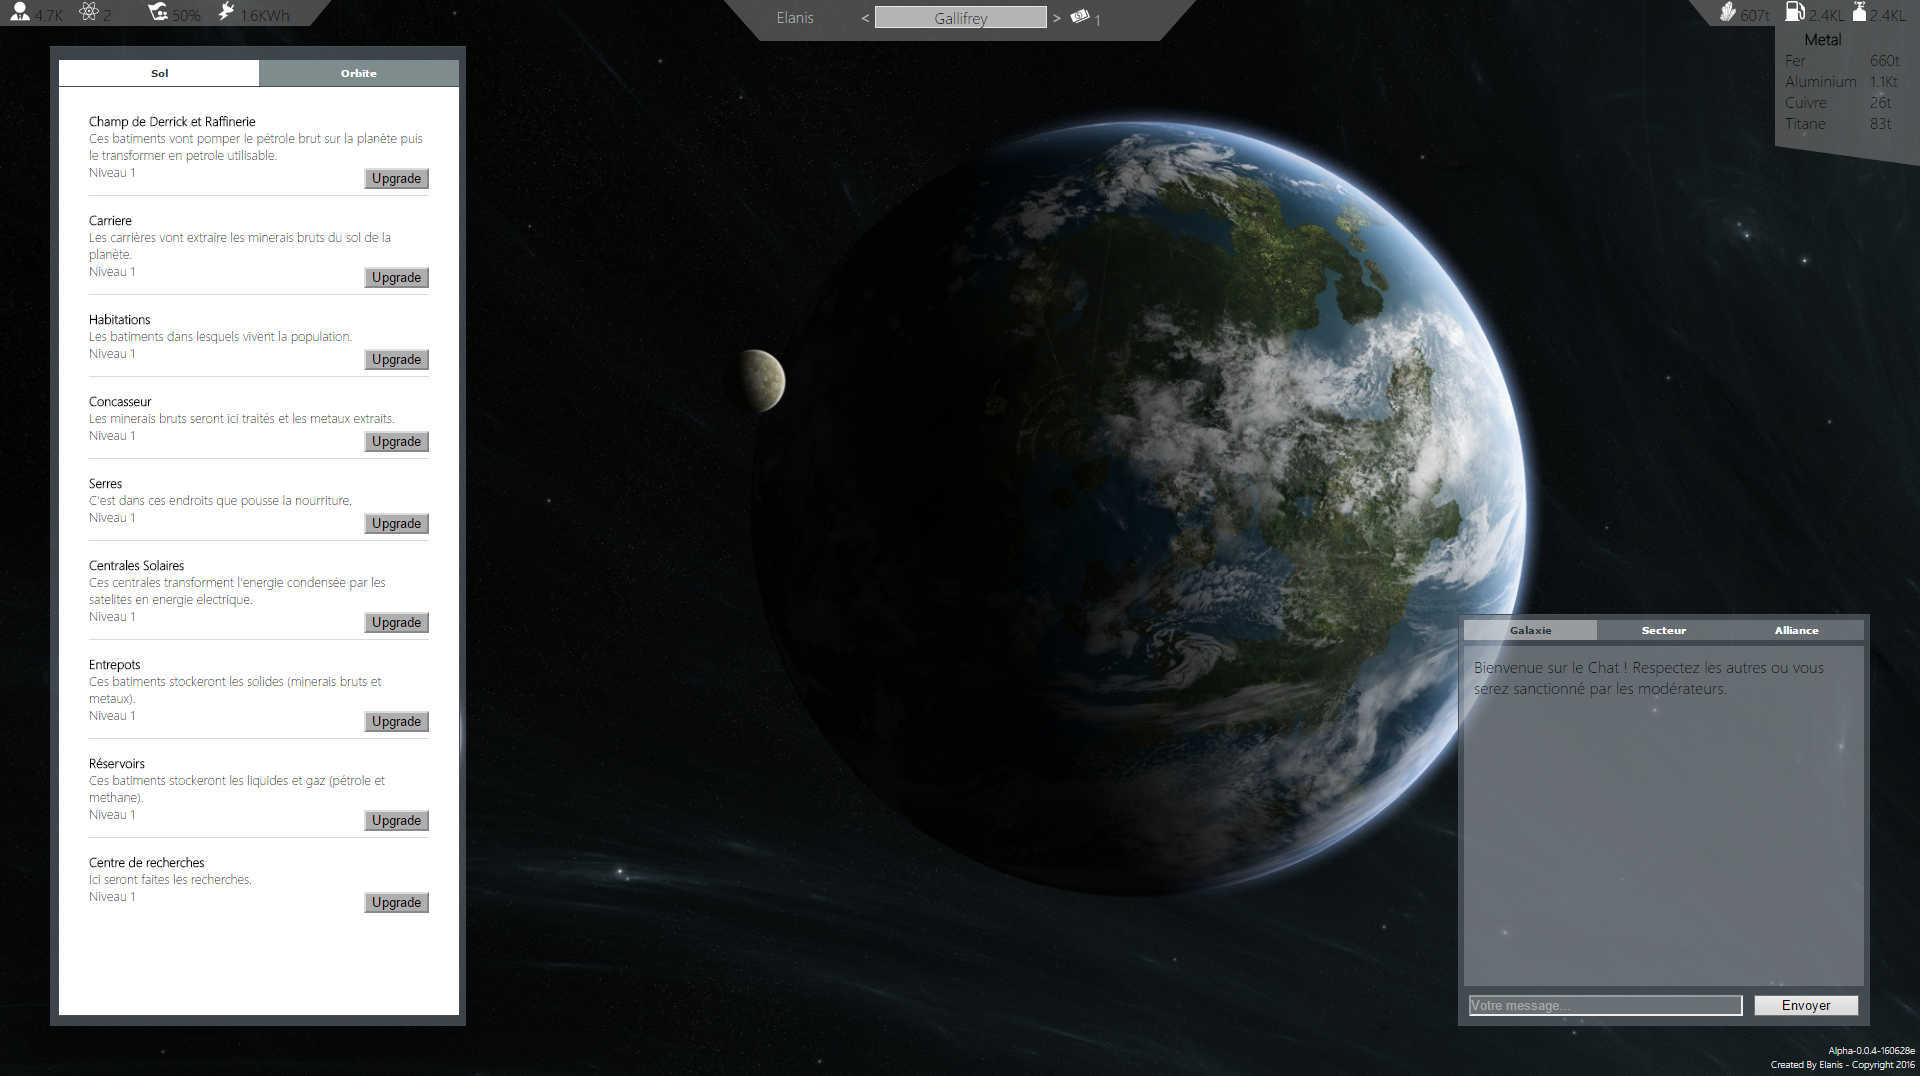 4.7K 2 50% 1.6KWh
Elanis < Gallifrey > 1
607t 2.4KL 2.4KL
Metal
Fer 660t
Aluminium 1.1Kt
Cuivre 26t
Titane 83t
Sol Orbite
Champ de Derrick et Raffinerie
Ces batiments vont pomper le pétrole brut sur la planète puis
le transformer en petrole utilisable.
Niveau 1
Upgrade
Carriere
Les carrières vont extraire les minerais bruts du sol de la
planète.
Niveau 1
Upgrade
Habitations
Les batiments dans lesquels vivent la population.
Niveau 1
Upgrade
Concasseur
Les minerais bruts seront ici traités et les metaux extraits.
Niveau 1
Upgrade
Serres
C'est dans ces endroits que pousse la nourriture.
Niveau 1
Upgrade
Centrales Solaires
Ces centrales transforment l'energie condensée par les
satelites en energie electrique.
Niveau 1
Upgrade
Entrepots
Ces batiments stockeront les solides (minerais bruts et
metaux).
Niveau 1
Upgrade
Réservoirs
Ces batiments stockeront les liquides et gaz (pétrole et
methane).
Niveau 1
Upgrade
Centre de recherches
Ici seront faites les recherches.
Niveau 1
Upgrade
Galaxie Secteur Alliance
Bienvenue sur le Chat ! Respectez les autres ou vous
serez sanctionné par les modérateurs.
Votre message... Envoyer
Alpha-0.0.4-160628e
Created By Elanis - Copyright 2016